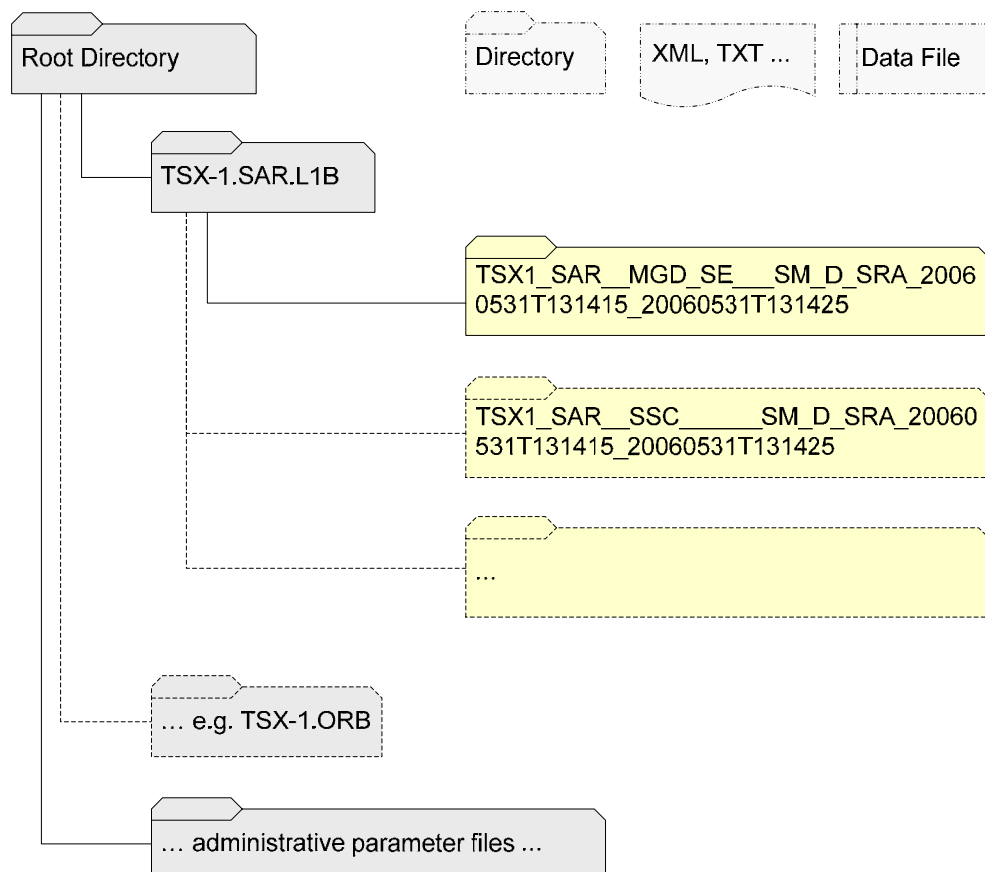 Root Directory
Directory
XML, TXT ...
Data File
TSX-1.SAR.L1B
TSX1_SAR__MGD_SE___SM_D_SRA_2006
0531T131415_20060531T131425
TSX1_SAR__SSC______SM_D_SRA_20060
531T131415_20060531T131425
...
... e.g. TSX-1.ORB
... administrative parameter files ...